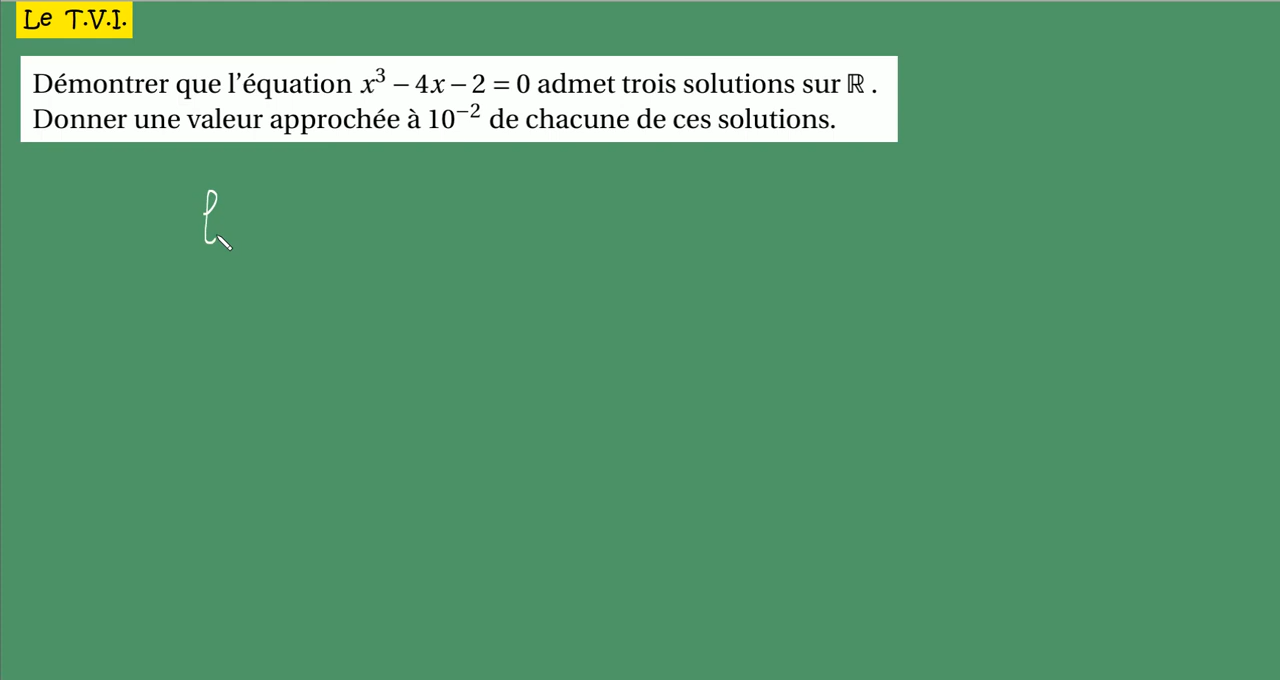 Le T.V.I.
Démontrer que l'équation x³ − 4x − 2 = 0 admet trois solutions sur ℝ .
Donner une valeur approchée à 10⁻² de chacune de ces solutions.